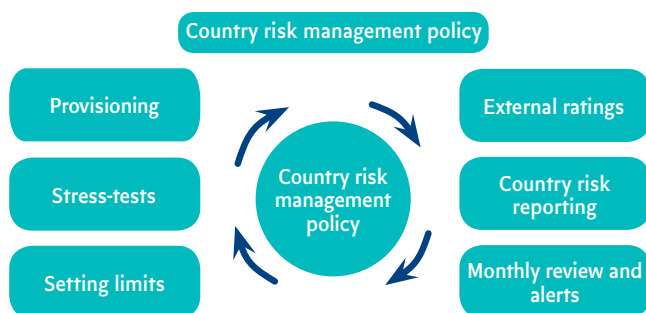 Country risk management policy
Provisioning
Stress-tests
Setting limits
Country risk
management
policy
External ratings
Country risk
reporting
Monthly review and
alerts